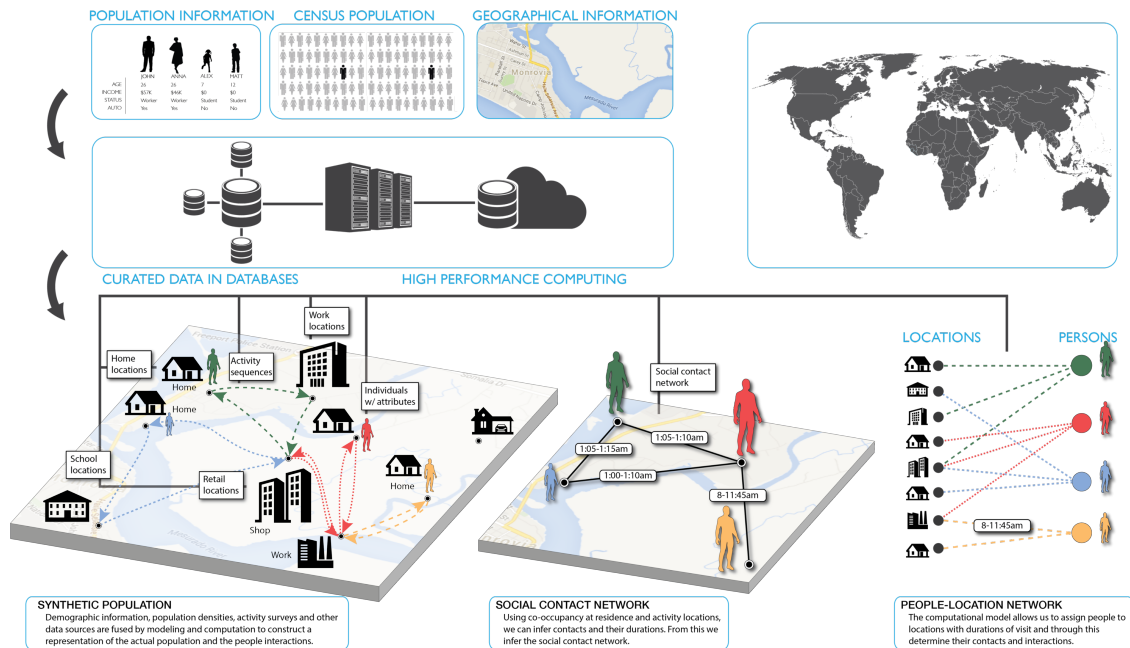 POPULATION INFORMATION
CENSUS POPULATION
GEOGRAPHICAL INFORMATION
JOHN ANNA ALEX MATT
AGE 26 26 7 12
INCOME $57K $46K $0 $0
STATUS Worker Worker Student Student
AUTO Yes Yes No No
Monrovia
CURATED DATA IN DATABASES
HIGH PERFORMANCE COMPUTING
Work
locations
Home
locations
Activity
sequences
Individuals
w/ attributes
Home
Home
School
locations
Retail
locations
Home
Shop
Work
Social contact
network
1:05-1:10am
1:05-1:15am
1:00-1:10am
8-11:45am
LOCATIONS
PERSONS
8-11:45am
SYNTHETIC POPULATION
Demographic information, population densities, activity surveys and other
data sources are fused by modeling and computation to construct a
representation of the actual population and the people interactions.
SOCIAL CONTACT NETWORK
Using co-occupancy at residence and activity locations,
we can infer contacts and their durations. From this we
infer the social contact network.
PEOPLE-LOCATION NETWORK
The computational model allows us to assign people to
locations with durations of visit and through this
determine their contacts and interactions.